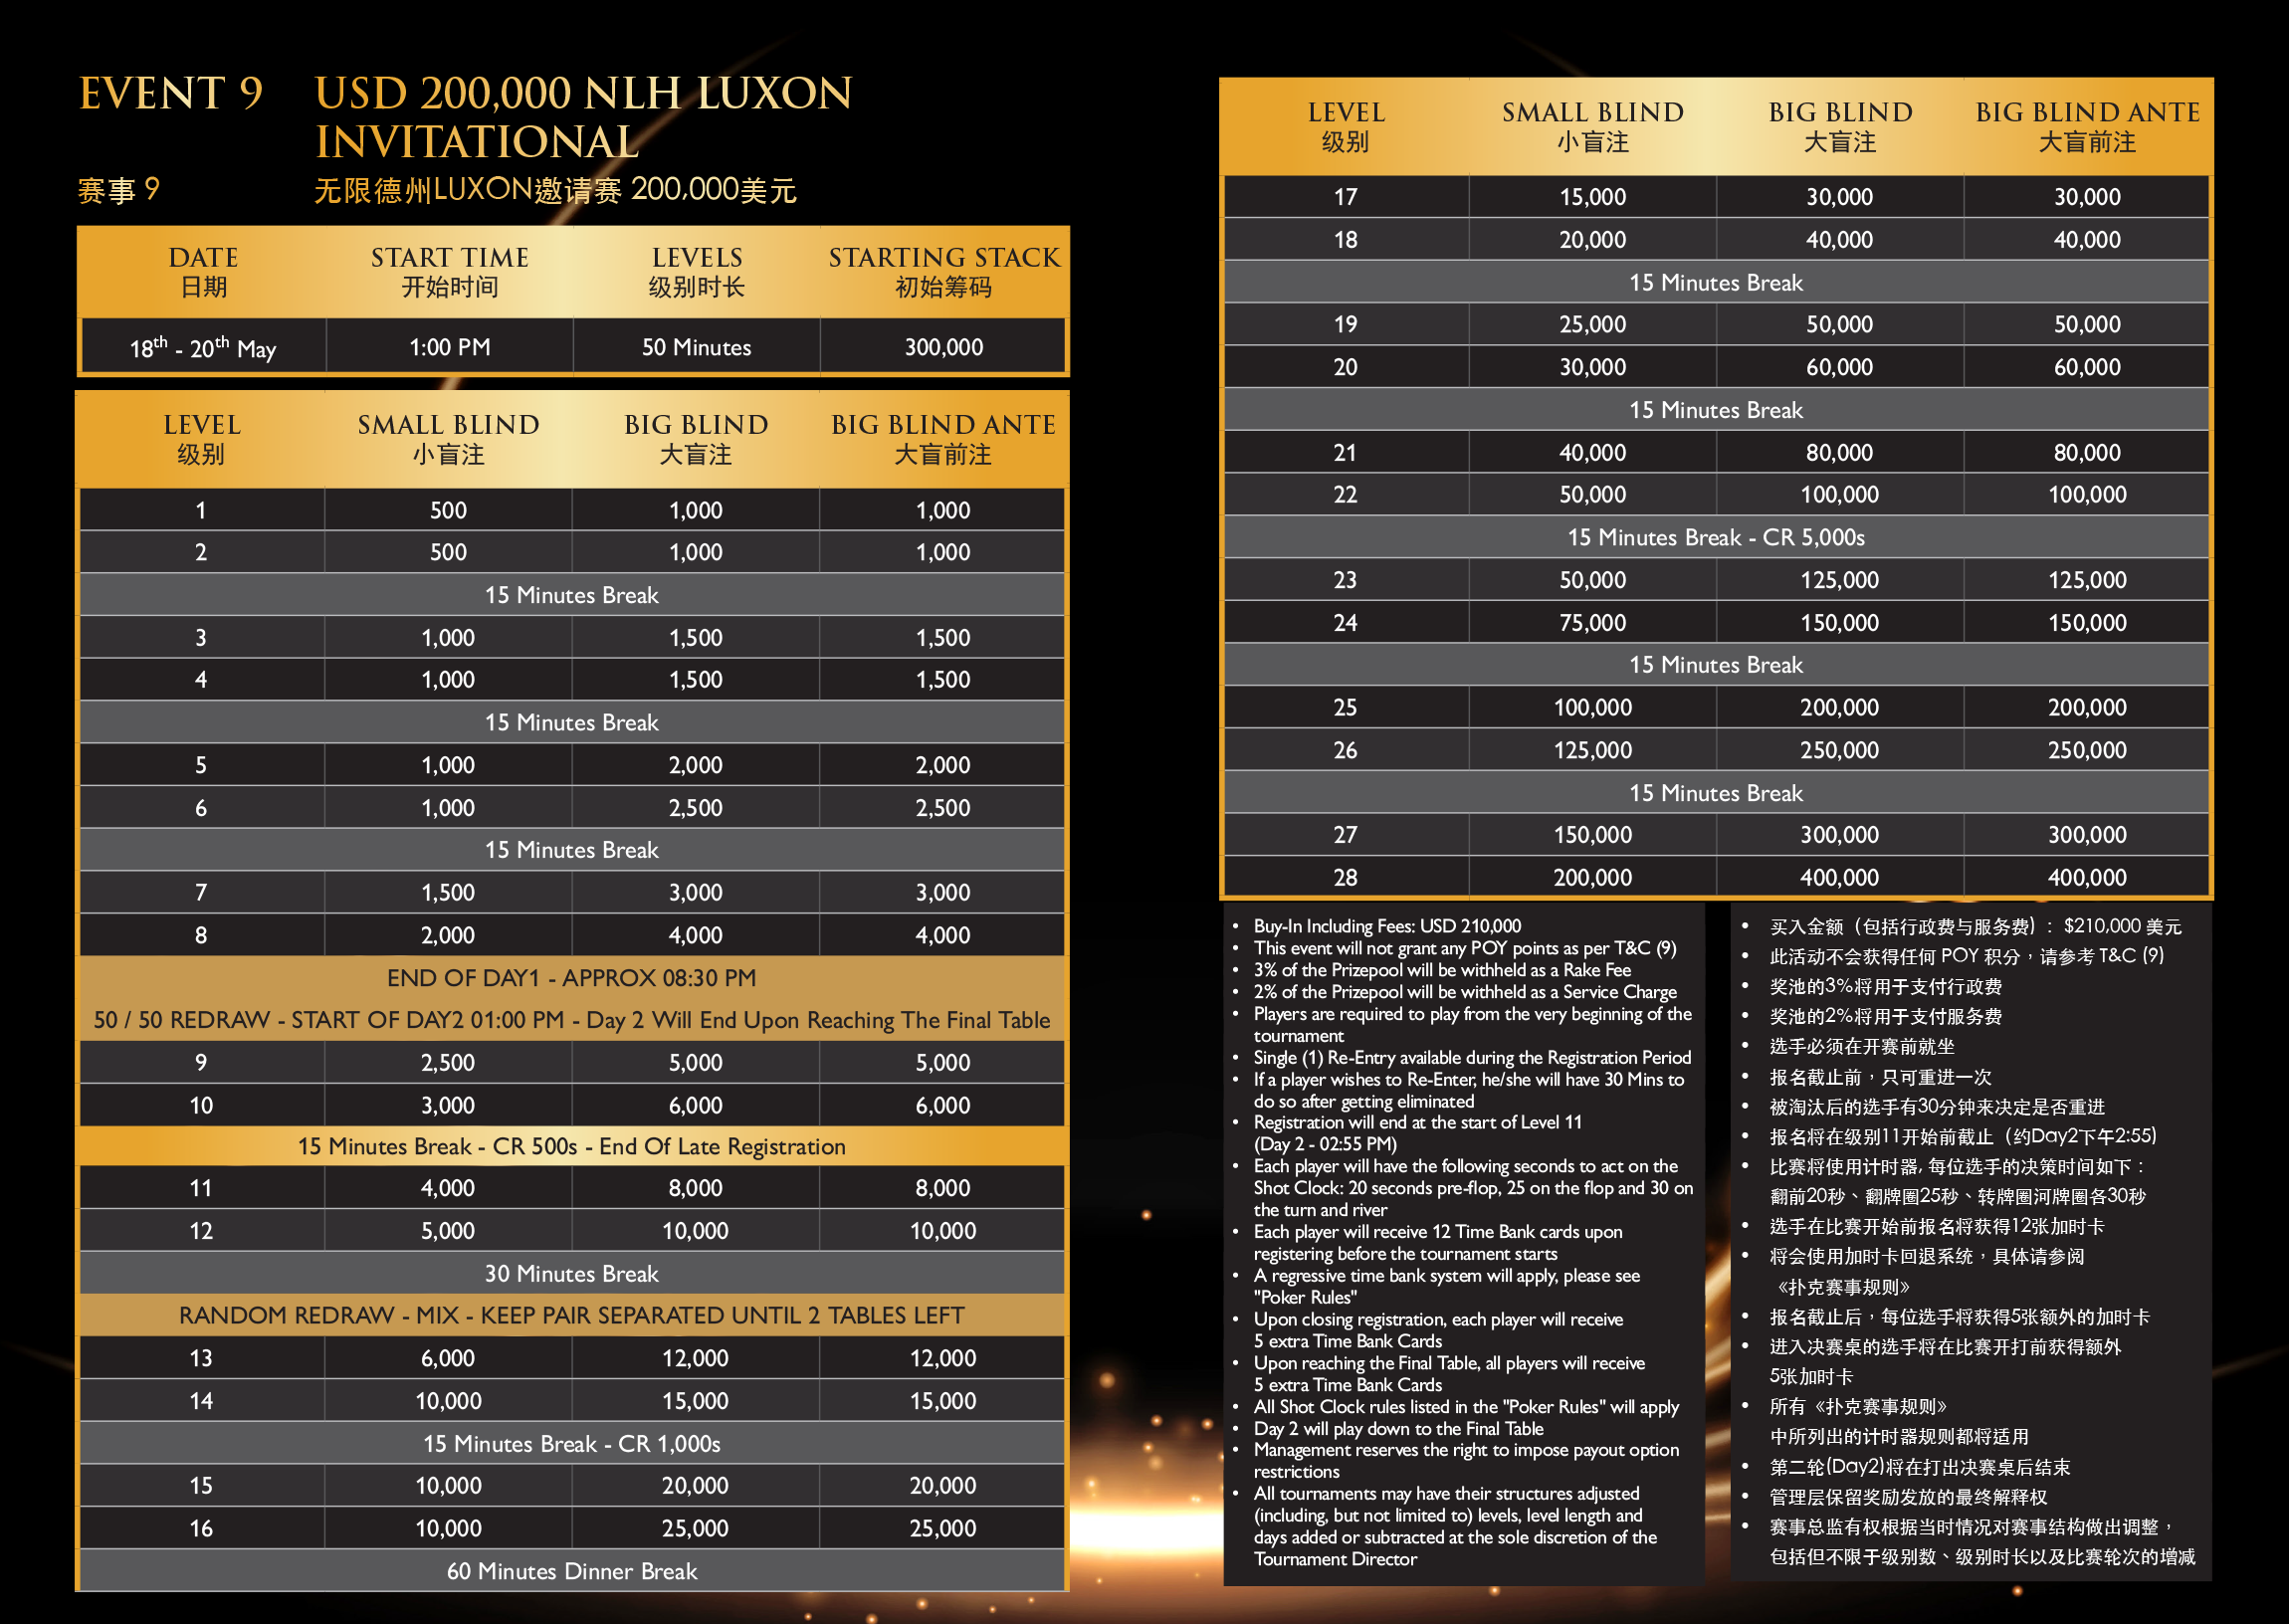 EVENT 9 USD 200,000 NLH LUXON
INVITATIONAL
赛事 9 无限德州LUXON邀请赛 200,000美元
DATE START TIME LEVELS STARTING STACK
日期 开始时间 级别时长 初始筹码
18th - 20th May 1:00 PM 50 Minutes 300,000
LEVEL SMALL BLIND BIG BLIND BIG BLIND ANTE
级别 小盲注 大盲注 大盲前注
1 500 1,000 1,000
2 500 1,000 1,000
15 Minutes Break
3 1,000 1,500 1,500
4 1,000 1,500 1,500
15 Minutes Break
5 1,000 2,000 2,000
6 1,000 2,500 2,500
15 Minutes Break
7 1,500 3,000 3,000
8 2,000 4,000 4,000
END OF DAY1 - APPROX 08:30 PM
50 / 50 REDRAW - START OF DAY2 01:00 PM - Day 2 Will End Upon Reaching The Final Table
9 2,500 5,000 5,000
10 3,000 6,000 6,000
15 Minutes Break - CR 500s - End Of Late Registration
11 4,000 8,000 8,000
12 5,000 10,000 10,000
30 Minutes Break
RANDOM REDRAW - MIX - KEEP PAIR SEPARATED UNTIL 2 TABLES LEFT
13 6,000 12,000 12,000
14 10,000 15,000 15,000
15 Minutes Break - CR 1,000s
15 10,000 20,000 20,000
16 10,000 25,000 25,000
60 Minutes Dinner Break
LEVEL SMALL BLIND BIG BLIND BIG BLIND ANTE
级别 小盲注 大盲注 大盲前注
17 15,000 30,000 30,000
18 20,000 40,000 40,000
15 Minutes Break
19 25,000 50,000 50,000
20 30,000 60,000 60,000
15 Minutes Break
21 40,000 80,000 80,000
22 50,000 100,000 100,000
15 Minutes Break - CR 5,000s
23 50,000 125,000 125,000
24 75,000 150,000 150,000
15 Minutes Break
25 100,000 200,000 200,000
26 125,000 250,000 250,000
15 Minutes Break
27 150,000 300,000 300,000
28 200,000 400,000 400,000
• Buy-In Including Fees: USD 210,000
• This event will not grant any POY points as per T&C (9)
• 3% of the Prizepool will be withheld as a Rake Fee
• 2% of the Prizepool will be withheld as a Service Charge
• Players are required to play from the very beginning of the
tournament
• Single (1) Re-Entry available during the Registration Period
• If a player wishes to Re-Enter, he/she will have 30 Mins to
do so after getting eliminated
• Registration will end at the start of Level 11
(Day 2 - 02:55 PM)
• Each player will have the following seconds to act on the
Shot Clock: 20 seconds pre-flop, 25 on the flop and 30 on
the turn and river
• Each player will receive 12 Time Bank cards upon
registering before the tournament starts
• A regressive time bank system will apply, please see
"Poker Rules"
• Upon closing registration, each player will receive
5 extra Time Bank Cards
• Upon reaching the Final Table, all players will receive
5 extra Time Bank Cards
• All Shot Clock rules listed in the "Poker Rules" will apply
• Day 2 will play down to the Final Table
• Management reserves the right to impose payout option
restrictions
• All tournaments may have their structures adjusted
(including, but not limited to) levels, level length and
days added or subtracted at the sole discretion of the
Tournament Director
• 买入金额（包括行政费与服务费）：$210,000 美元
• 此活动不会获得任何 POY 积分，请参考 T&C (9)
• 奖池的3%将用于支付行政费
• 奖池的2%将用于支付服务费
• 选手必须在开赛前就坐
• 报名截止前，只可重进一次
• 被淘汰后的选手有30分钟来决定是否重进
• 报名将在级别11开始前截止（约Day2下午2:55）
• 比赛将使用计时器, 每位选手的决策时间如下：
翻前20秒、翻牌圈25秒、转牌圈河牌圈各30秒
• 选手在比赛开始前报名将获得12张加时卡
• 将会使用加时卡回退系统，具体请参阅
《扑克赛事规则》
• 报名截止后，每位选手将获得5张额外的加时卡
• 进入决赛桌的选手将在比赛开打前获得额外
5张加时卡
• 所有《扑克赛事规则》
中所列出的计时器规则都将适用
• 第二轮(Day2)将在打出决赛桌后结束
• 管理层保留奖励发放的最终解释权
• 赛事总监有权根据当时情况对赛事结构做出调整，
包括但不限于级别数、级别时长以及比赛轮次的增减